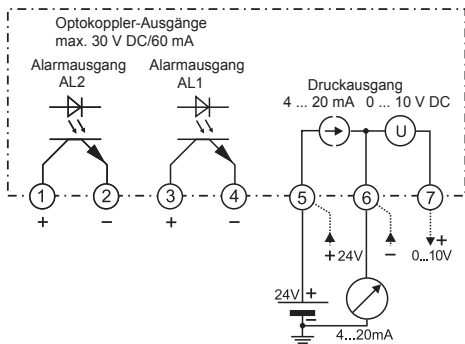 Optokoppler-Ausgänge
max. 30 V DC/60 mA
Alarmausgang
AL2
Alarmausgang
AL1
Druckausgang
4 ... 20 mA 0 ... 10 V DC
U
1 2 3 4 5 6 7
+ – + – + 24V – +
0...10V
24V +
–
4...20mA